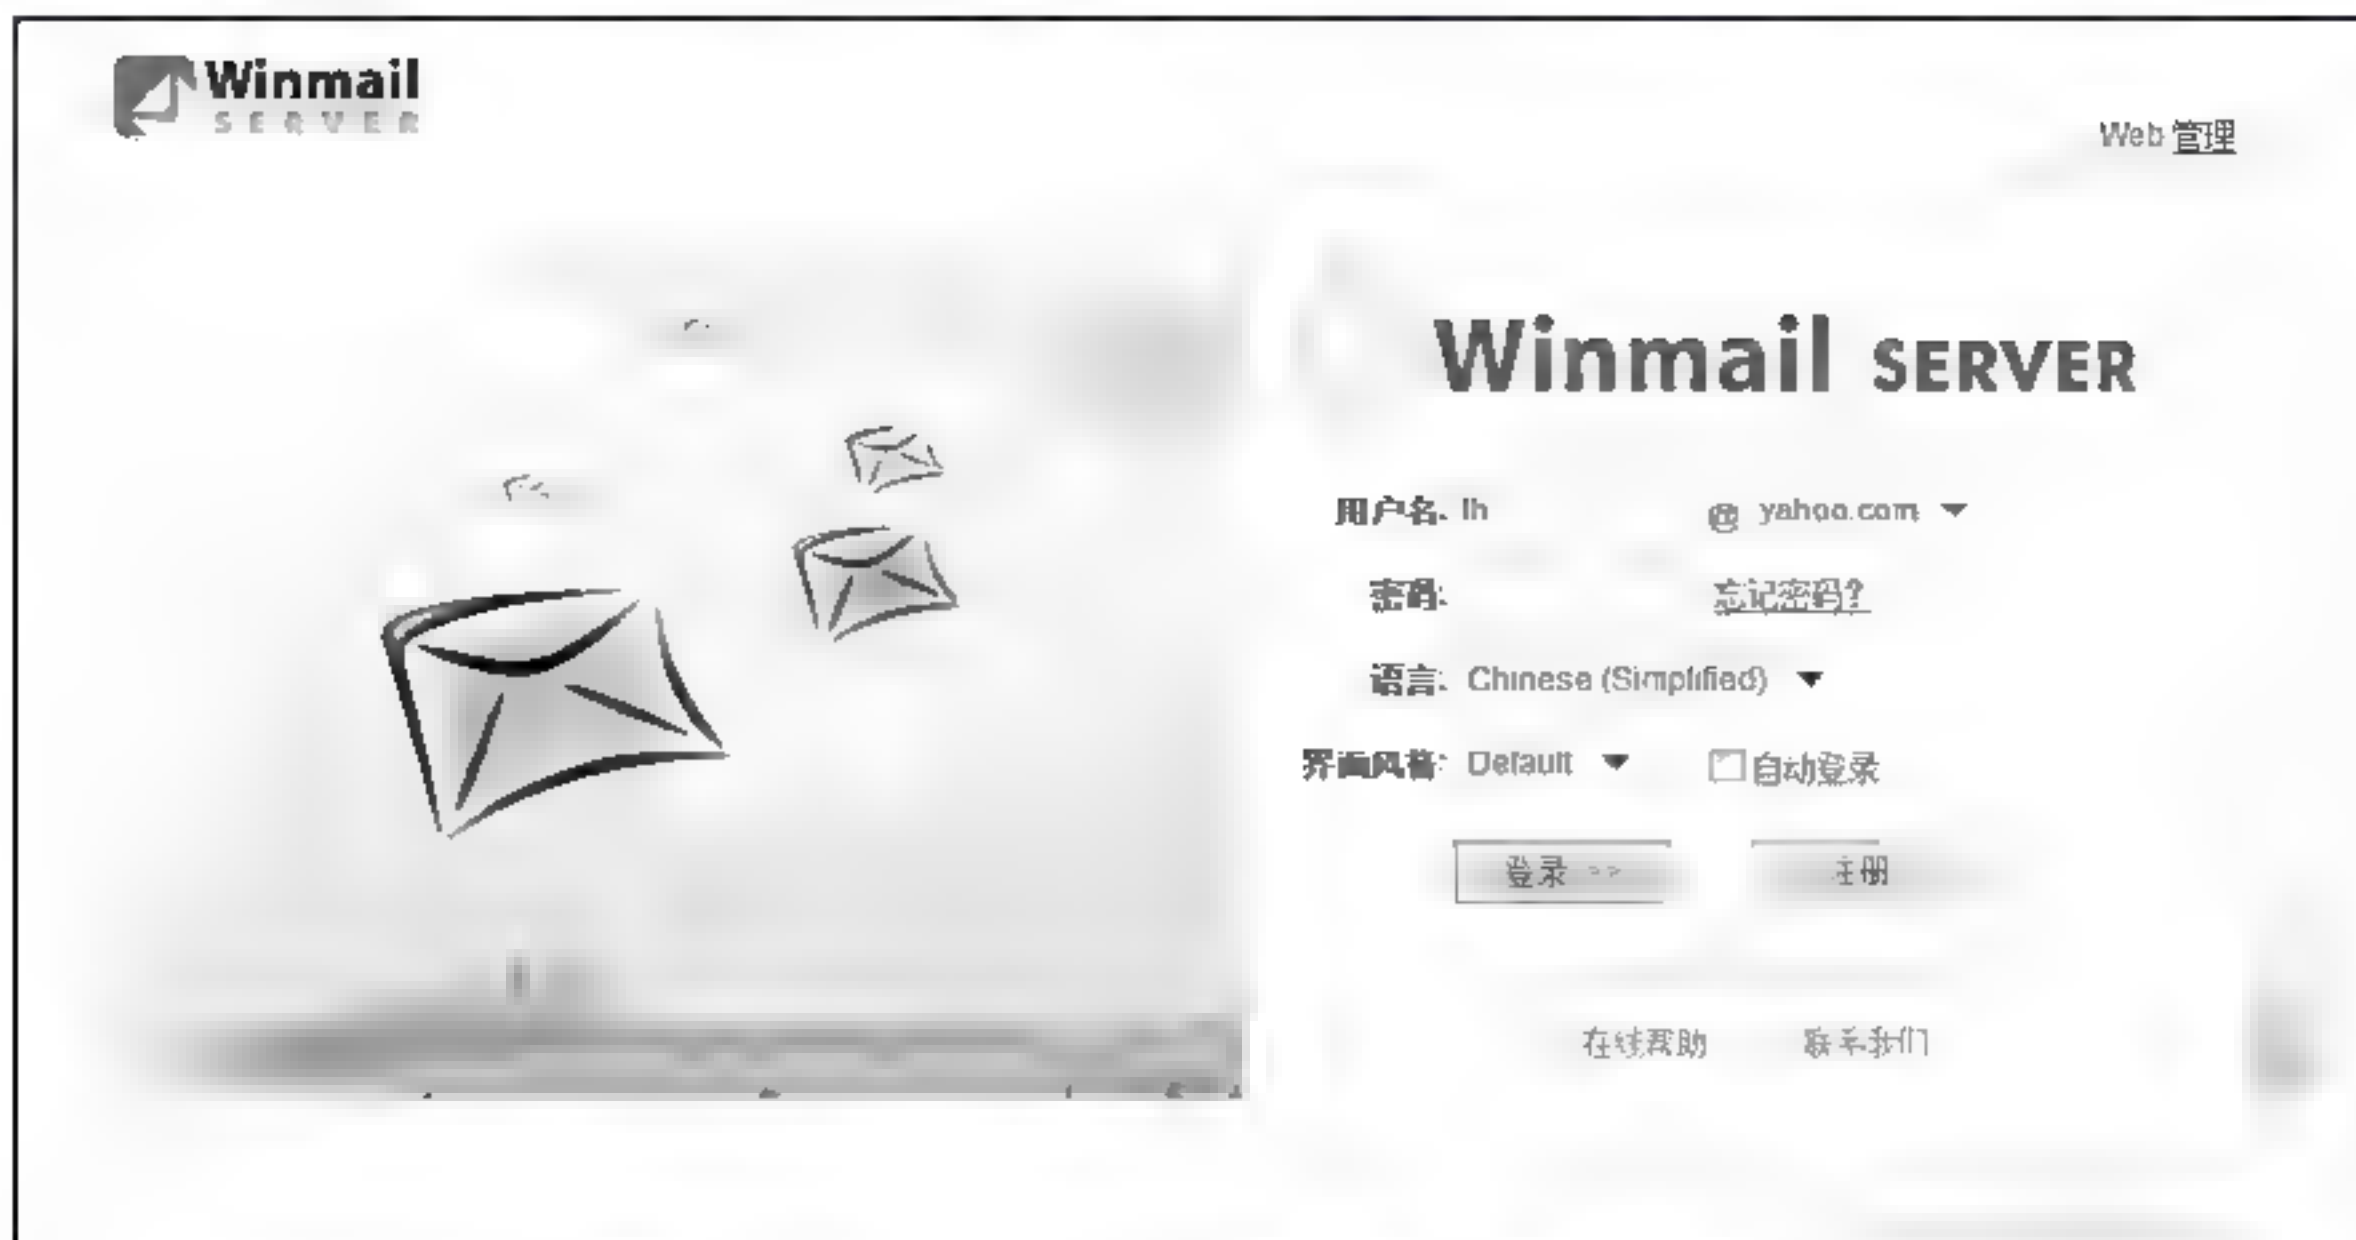 Winmail
SERVER
Web 管理
Winmail SERVER
用户名: lh @ yahoo.com
密码: 忘记密码?
语言: Chinese (Simplified)
界面风格: Default 自动登录
登录 >> 注册
在线帮助 联系我们